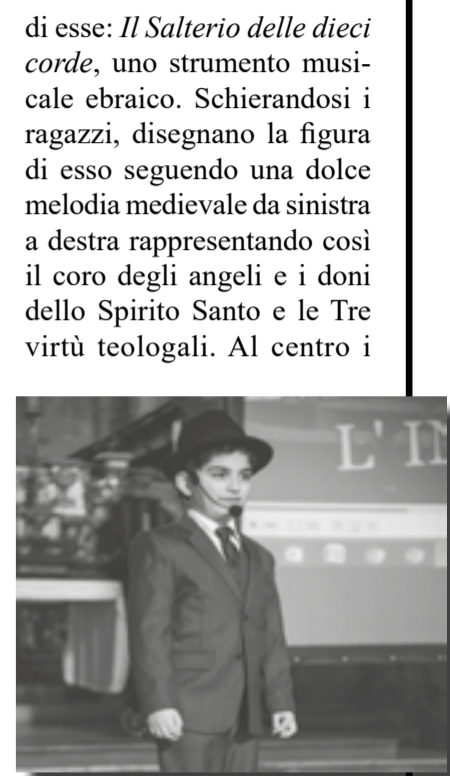 di esse: Il Salterio delle dieci
corde, uno strumento musi-
cale ebraico. Schierandosi i
ragazzi, disegnano la figura
di esso seguendo una dolce
melodia medievale da sinistra
a destra rappresentando così
il coro degli angeli e i doni
dello Spirito Santo e le Tre
virtù teologali. Al centro i
L'IN